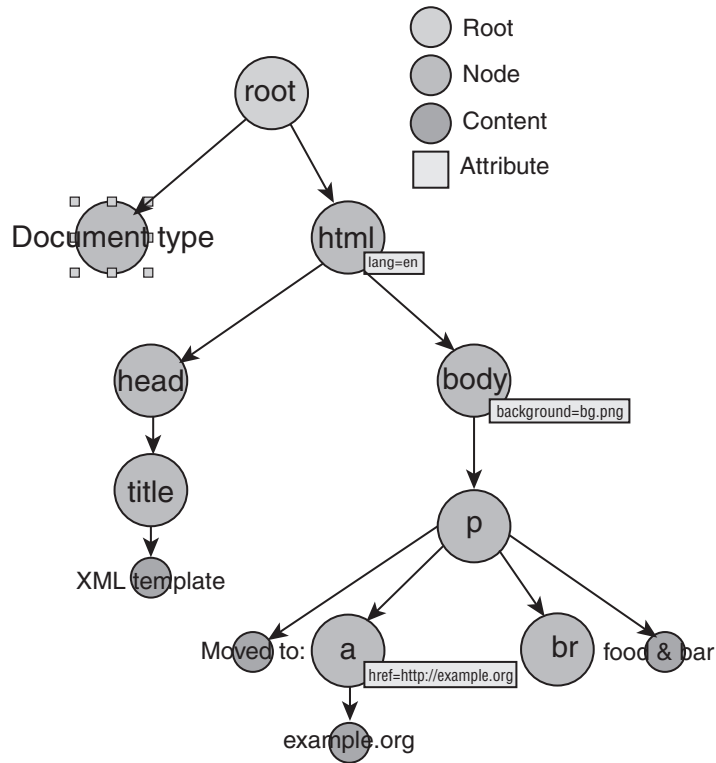 Root
Node
Content
Attribute
root
Document type
html
lang=en
head
body
background=bg.png
title
p
XML template
Moved to:
a
br
food & bar
href=http://example.org
example.org